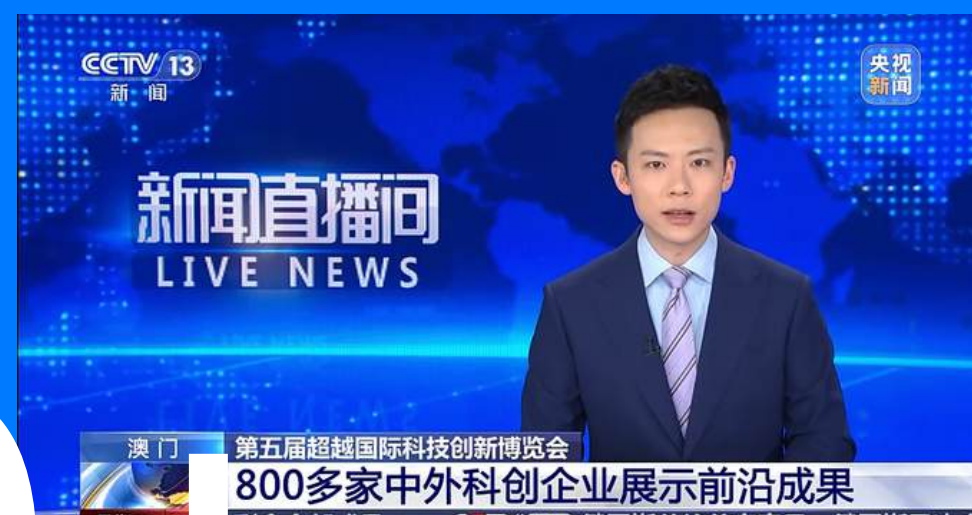 CCTV 13
新闻
央视
新闻
新闻直播间
LIVE NEWS
澳门
第五届超越国际科技创新博览会
800多家中外科创企业展示前沿成果